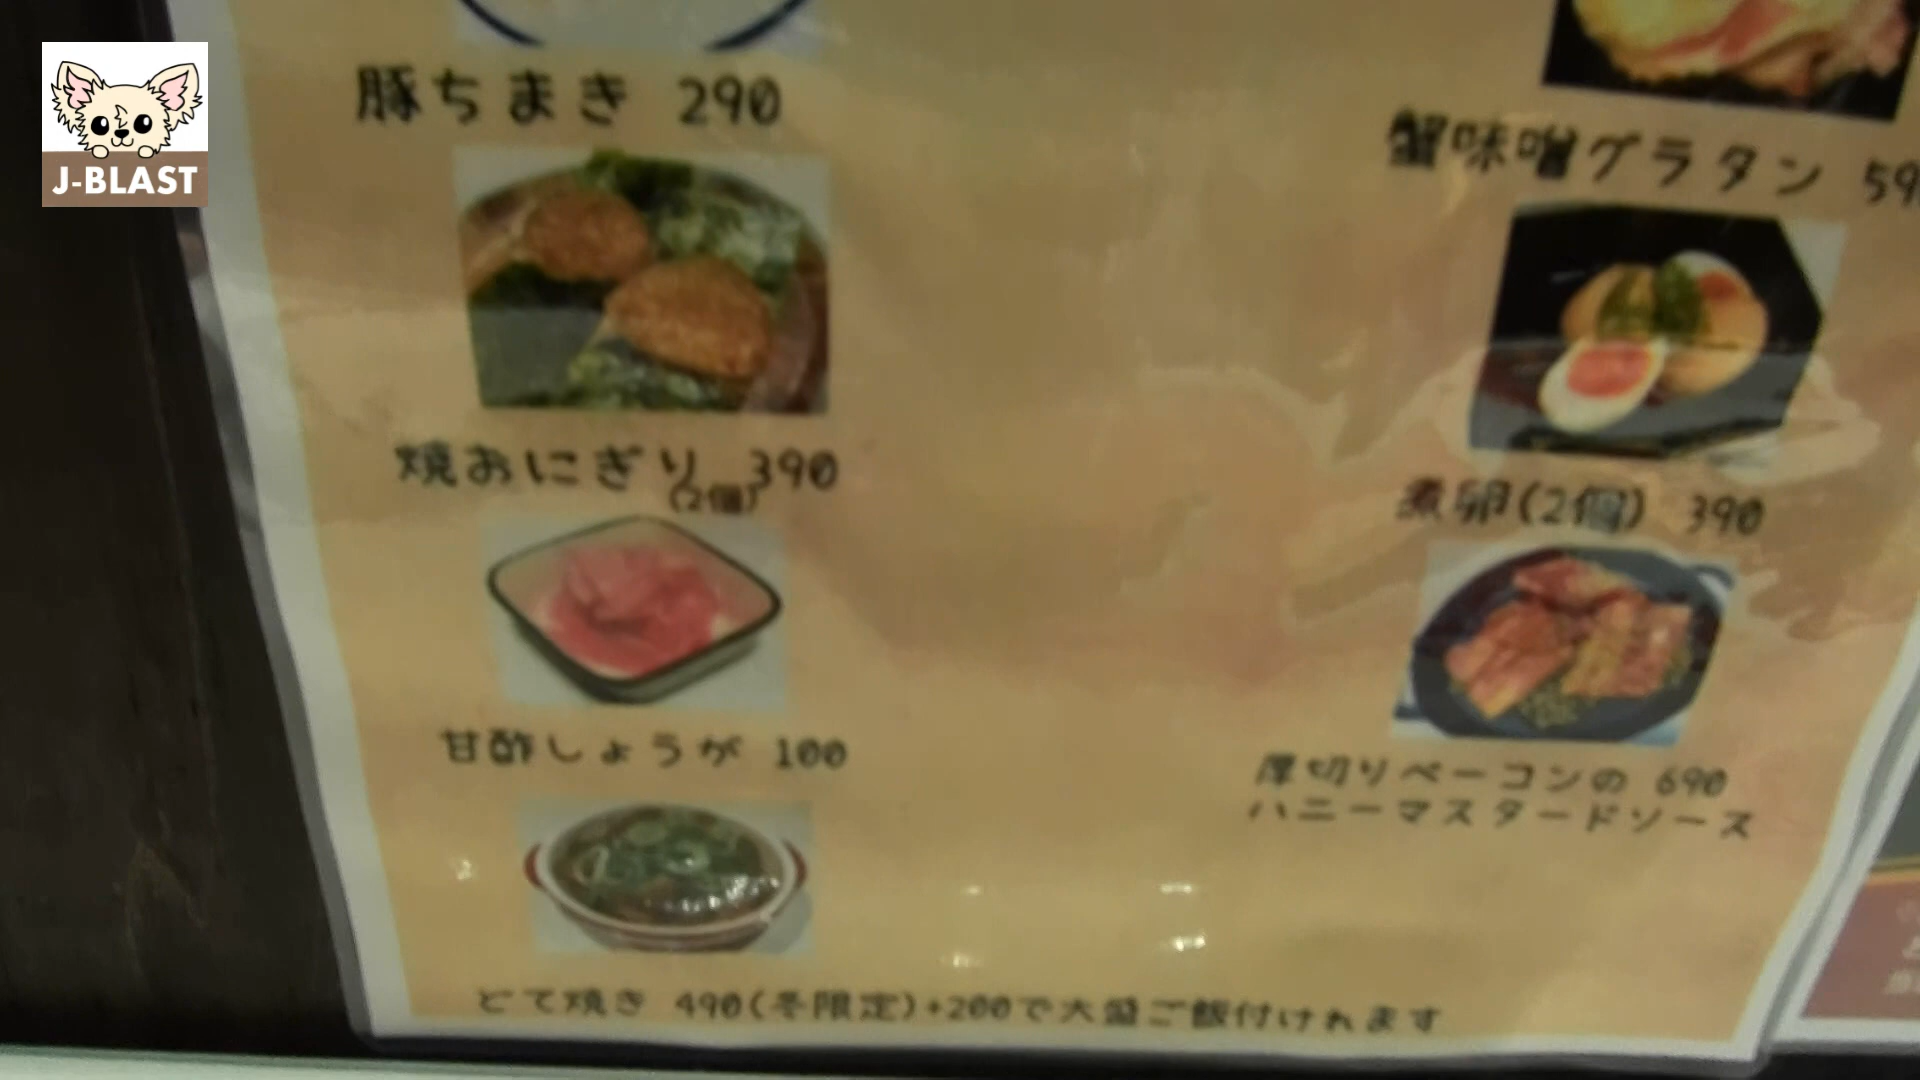 J-BLAST
豚ちまき 290
焼おにぎり 390
(2個)
甘酢しょうが 100
どて焼き 490(冬限定)+200で大盛ご飯付けれます
蟹味噌グラタン
煮卵(2個) 390
厚切りベーコンの 690
ハニーマスタードソース